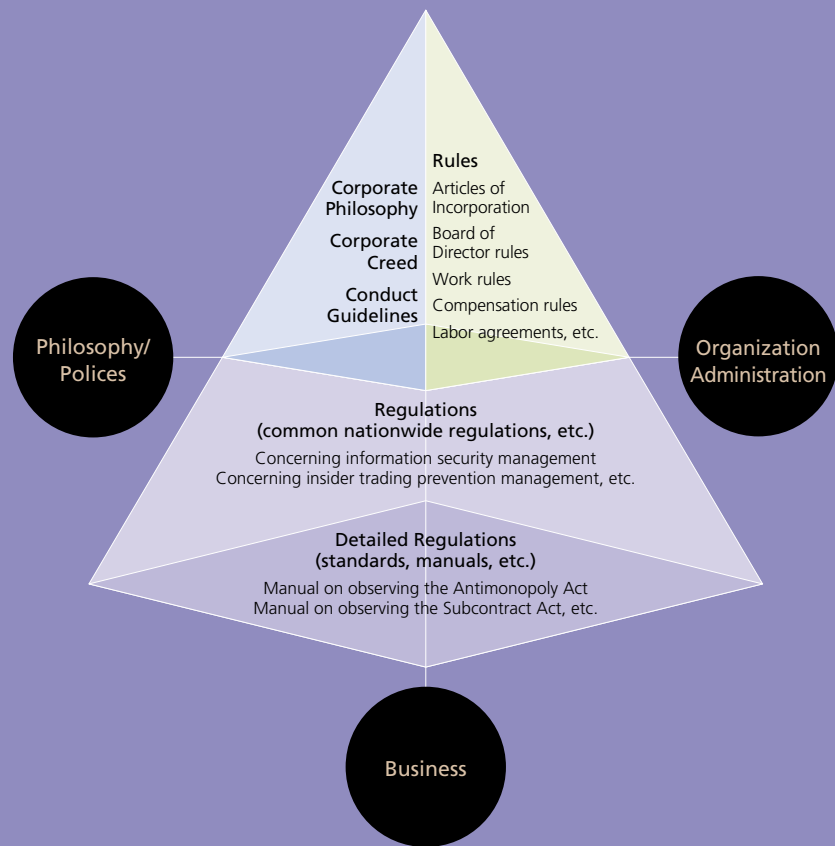 Corporate
Philosophy
Corporate
Creed
Conduct
Guidelines
Rules
Articles of
Incorporation
Board of
Director rules
Work rules
Compensation rules
Labor agreements, etc.
Philosophy/
Polices
Organization
Administration
Regulations
(common nationwide regulations, etc.)
Concerning information security management
Concerning insider trading prevention management, etc.
Detailed Regulations
(standards, manuals, etc.)
Manual on observing the Antimonopoly Act
Manual on observing the Subcontract Act, etc.
Business